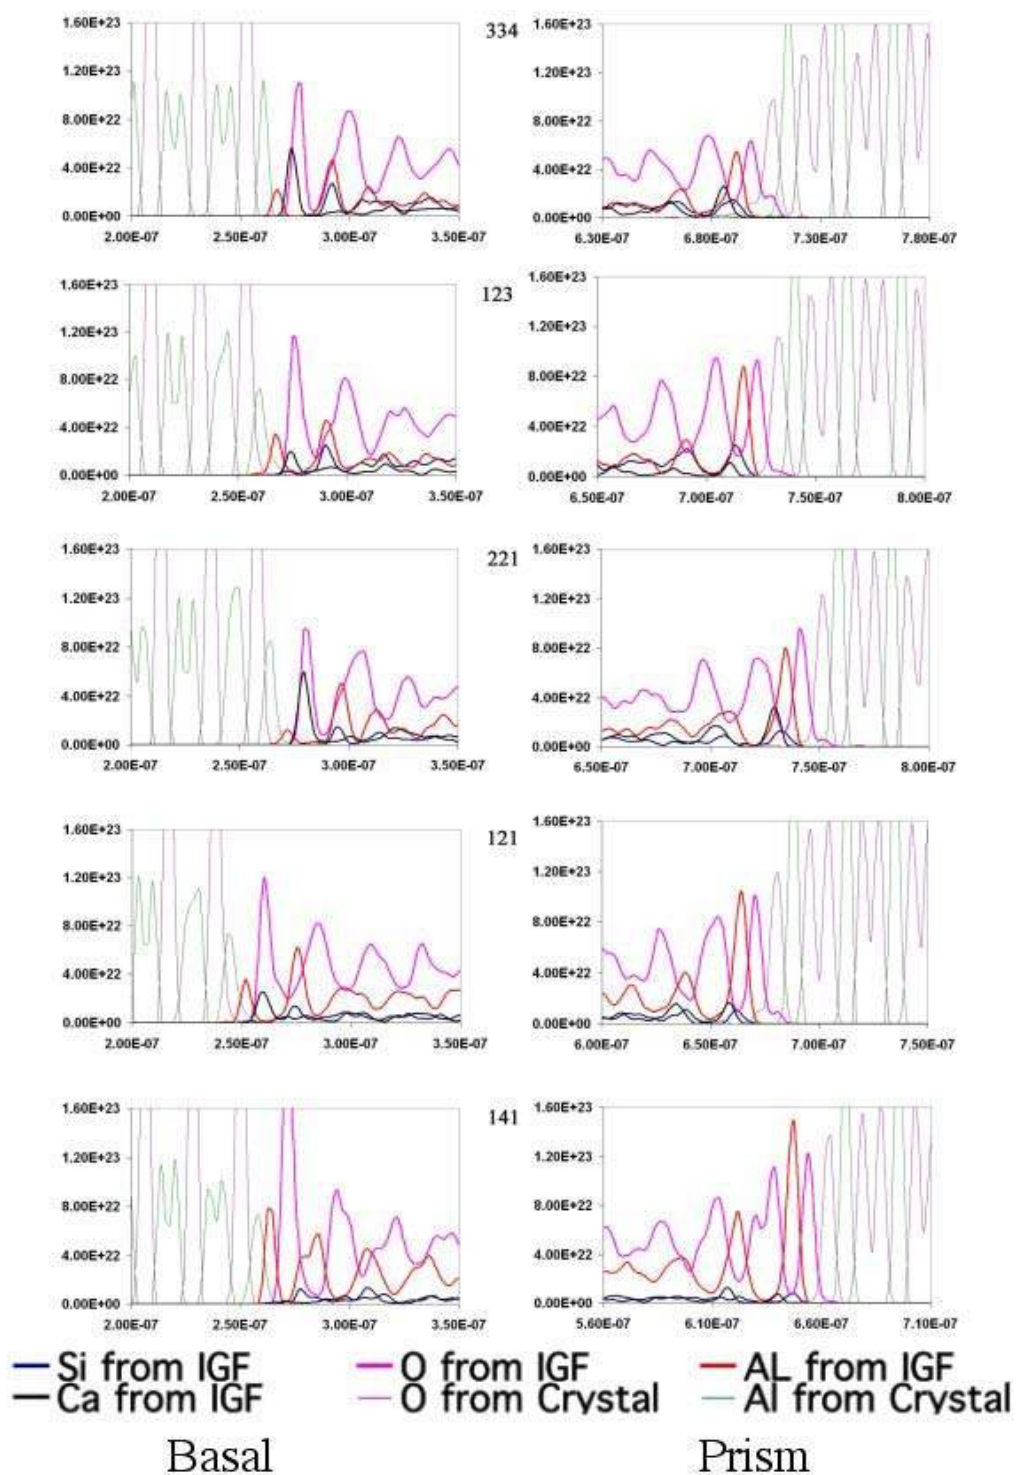 1.60E+23
1.20E+23
8.00E+22
4.00E+22
0.00E+00
2.00E-07 2.50E-07 3.00E-07 3.50E-07
334
1.60E+23
1.20E+23
8.00E+22
4.00E+22
0.00E+00
6.30E-07 6.80E-07 7.30E-07 7.80E-07
1.60E+23
1.20E+23
8.00E+22
4.00E+22
0.00E+00
2.00E-07 2.50E-07 3.00E-07 3.50E-07
123
1.60E+23
1.20E+23
8.00E+22
4.00E+22
0.00E+00
6.50E-07 7.00E-07 7.50E-07 8.00E-07
1.60E+23
1.20E+23
8.00E+22
4.00E+22
0.00E+00
2.00E-07 2.50E-07 3.00E-07 3.50E-07
221
1.60E+23
1.20E+23
8.00E+22
4.00E+22
0.00E+00
6.50E-07 7.00E-07 7.50E-07 8.00E-07
1.60E+23
1.20E+23
8.00E+22
4.00E+22
0.00E+00
2.00E-07 2.50E-07 3.00E-07 3.50E-07
121
1.60E+23
1.20E+23
8.00E+22
4.00E+22
0.00E+00
6.00E-07 6.50E-07 7.00E-07 7.50E-07
1.60E+23
1.20E+23
8.00E+22
4.00E+22
0.00E+00
2.00E-07 2.50E-07 3.00E-07 3.50E-07
141
1.60E+23
1.20E+23
8.00E+22
4.00E+22
0.00E+00
5.60E-07 6.10E-07 6.60E-07 7.10E-07
Si from IGF O from IGF AL from IGF
Ca from IGF O from Crystal Al from Crystal
Basal Prism